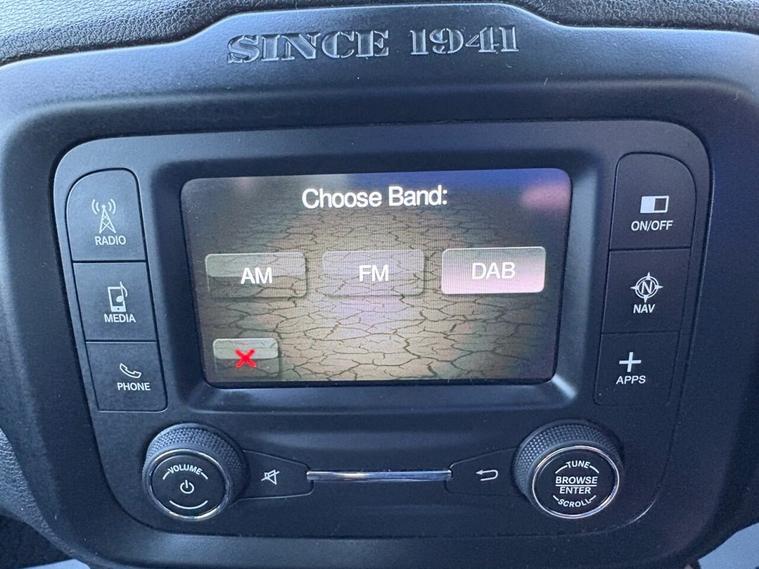 SINCE 1941
Choose Band:
AM
FM
DAB
RADIO
MEDIA
PHONE
ON/OFF
N
NAV
APPS
VOLUME
TUNE
BROWSE
ENTER
SCROLL